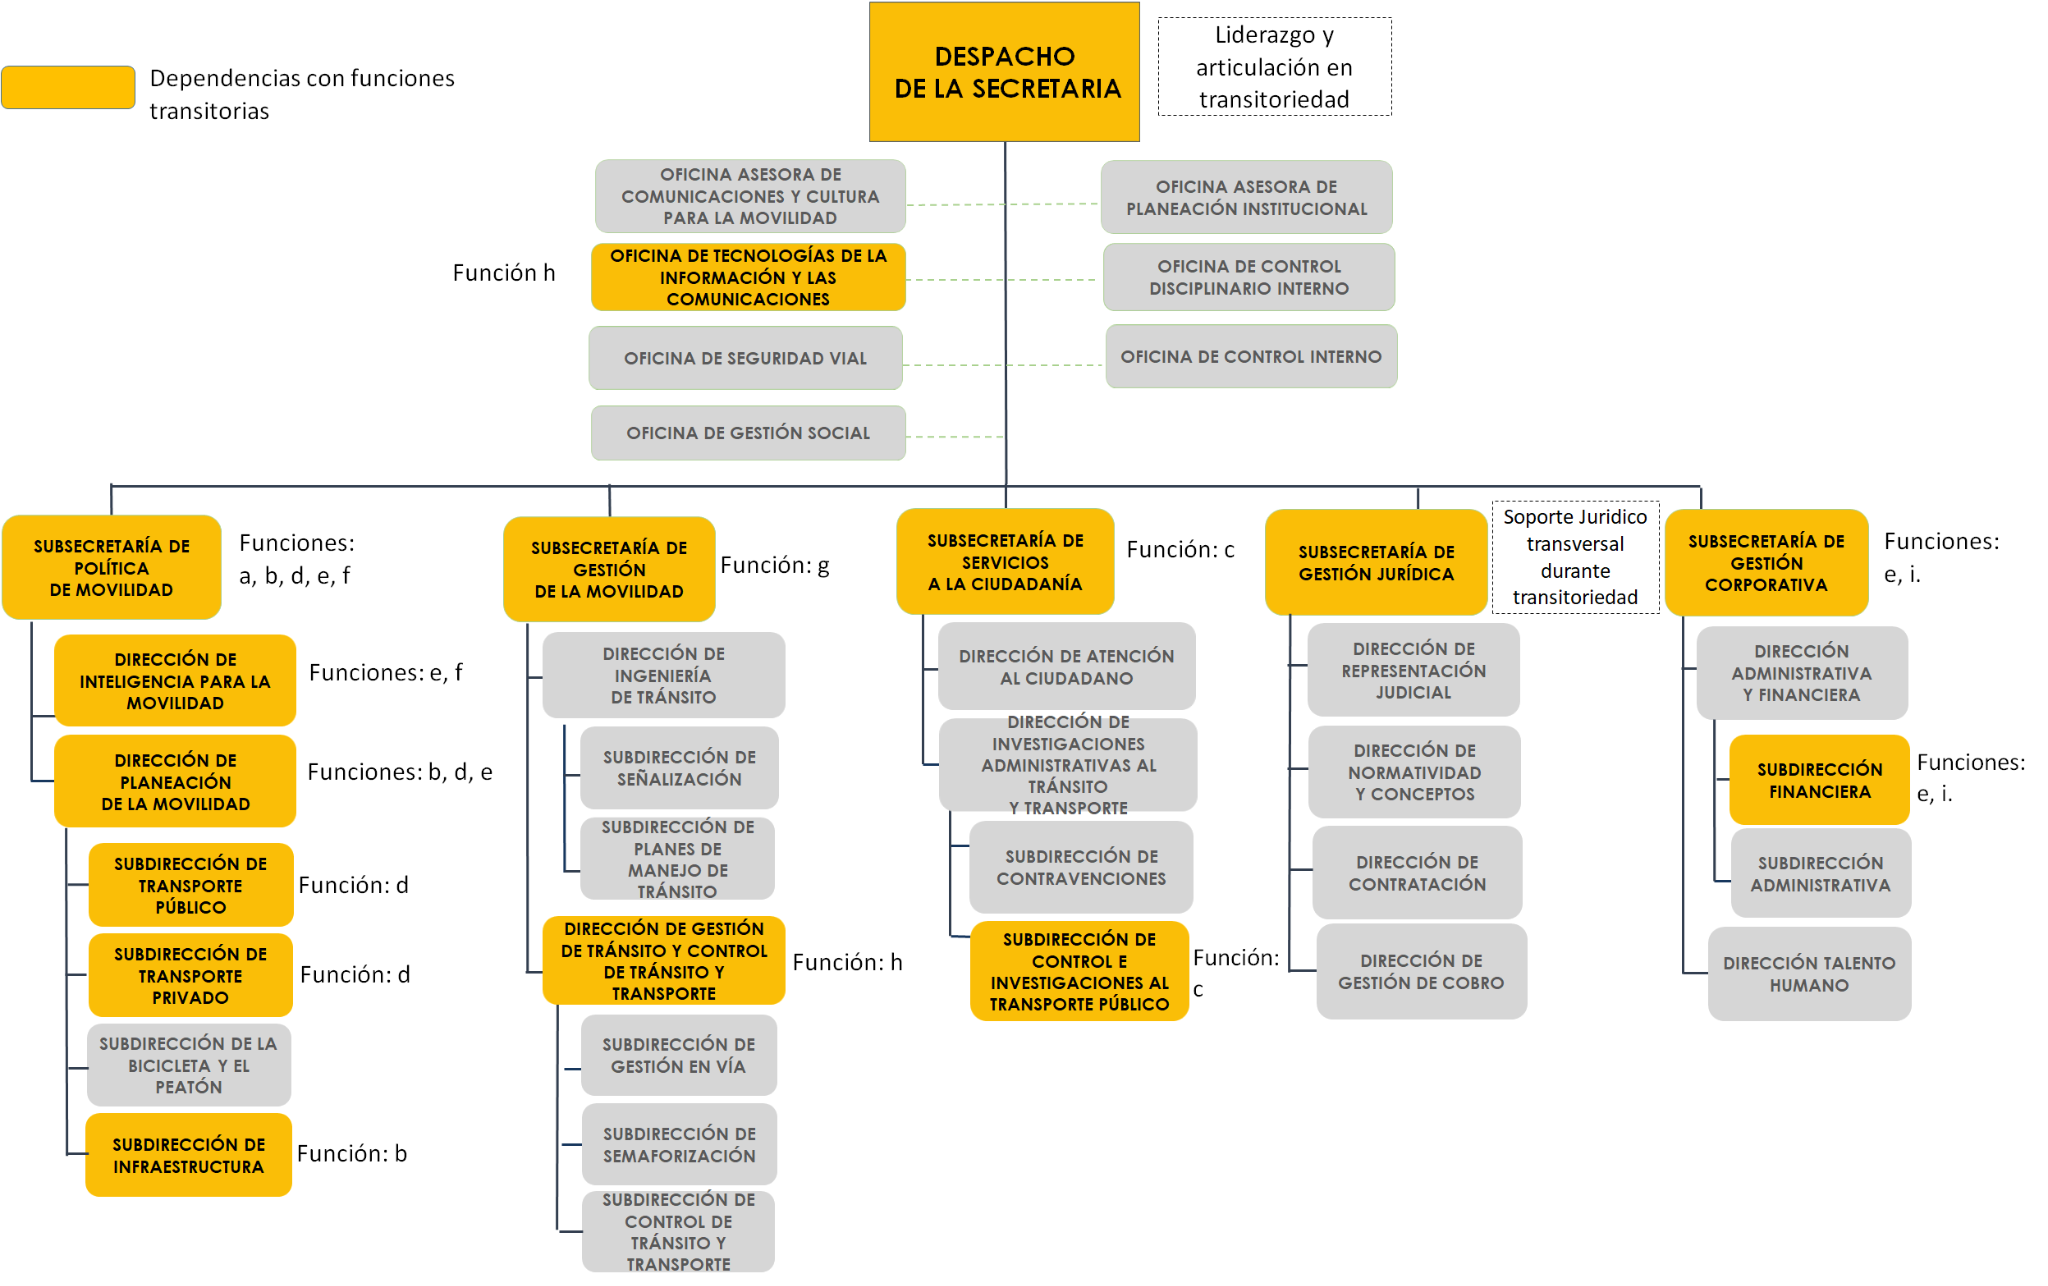 Dependencias con funciones
transitorias
DESPACHO
DE LA SECRETARIA
Liderazgo y
articulación en
transitoriedad
OFICINA ASESORA DE
COMUNICACIONES Y CULTURA
PARA LA MOVILIDAD
OFICINA ASESORA DE
PLANEACIÓN INSTITUCIONAL
Función h
OFICINA DE TECNOLOGÍAS DE LA
INFORMACIÓN Y LAS
COMUNICACIONES
OFICINA DE CONTROL
DISCIPLINARIO INTERNO
OFICINA DE SEGURIDAD VIAL
OFICINA DE CONTROL INTERNO
OFICINA DE GESTIÓN SOCIAL
SUBSECRETARÍA DE
POLÍTICA
DE MOVILIDAD
Funciones:
a, b, d, e, f
DIRECCIÓN DE
INTELIGENCIA PARA LA
MOVILIDAD
Funciones: e, f
DIRECCIÓN DE
PLANEACIÓN
DE LA MOVILIDAD
Funciones: b, d, e
SUBDIRECCIÓN DE
TRANSPORTE
PÚBLICO
Función: d
SUBDIRECCIÓN DE
TRANSPORTE
PRIVADO
Función: d
SUBDIRECCIÓN DE LA
BICICLETA Y EL
PEATÓN
SUBDIRECCIÓN DE
INFRAESTRUCTURA
Función: b
SUBSECRETARÍA DE
GESTIÓN
DE LA MOVILIDAD
Función: g
DIRECCIÓN DE
INGENIERÍA
DE TRÁNSITO
SUBDIRECCIÓN DE
SEÑALIZACIÓN
SUBDIRECCIÓN DE
PLANES DE
MANEJO DE
TRÁNSITO
DIRECCIÓN DE GESTIÓN
DE TRÁNSITO Y CONTROL
DE TRÁNSITO Y
TRANSPORTE
Función: h
SUBDIRECCIÓN DE
GESTIÓN EN VÍA
SUBDIRECCIÓN DE
SEMAFORIZACIÓN
SUBDIRECCIÓN DE
CONTROL DE
TRÁNSITO Y
TRANSPORTE
SUBSECRETARÍA DE
SERVICIOS
A LA CIUDADANÍA
Función: c
DIRECCIÓN DE ATENCIÓN
AL CIUDADANO
DIRECCIÓN DE
INVESTIGACIONES
ADMINISTRATIVAS AL
TRÁNSITO
Y TRANSPORTE
SUBDIRECCIÓN DE
CONTRAVENCIONES
SUBDIRECCIÓN DE
CONTROL E
INVESTIGACIONES AL
TRANSPORTE PÚBLICO
Función:
c
SUBSECRETARÍA DE
GESTIÓN JURÍDICA
Soporte Juridico
transversal
durante
transitoriedad
DIRECCIÓN DE
REPRESENTACIÓN
JUDICIAL
DIRECCIÓN DE
NORMATIVIDAD
Y CONCEPTOS
DIRECCIÓN DE
CONTRATACIÓN
DIRECCIÓN DE
GESTIÓN DE COBRO
SUBSECRETARÍA DE
GESTIÓN
CORPORATIVA
Funciones:
e, i.
DIRECCIÓN
ADMINISTRATIVA
Y FINANCIERA
SUBDIRECCIÓN
FINANCIERA
Funciones:
e, i.
SUBDIRECCIÓN
ADMINISTRATIVA
DIRECCIÓN TALENTO
HUMANO